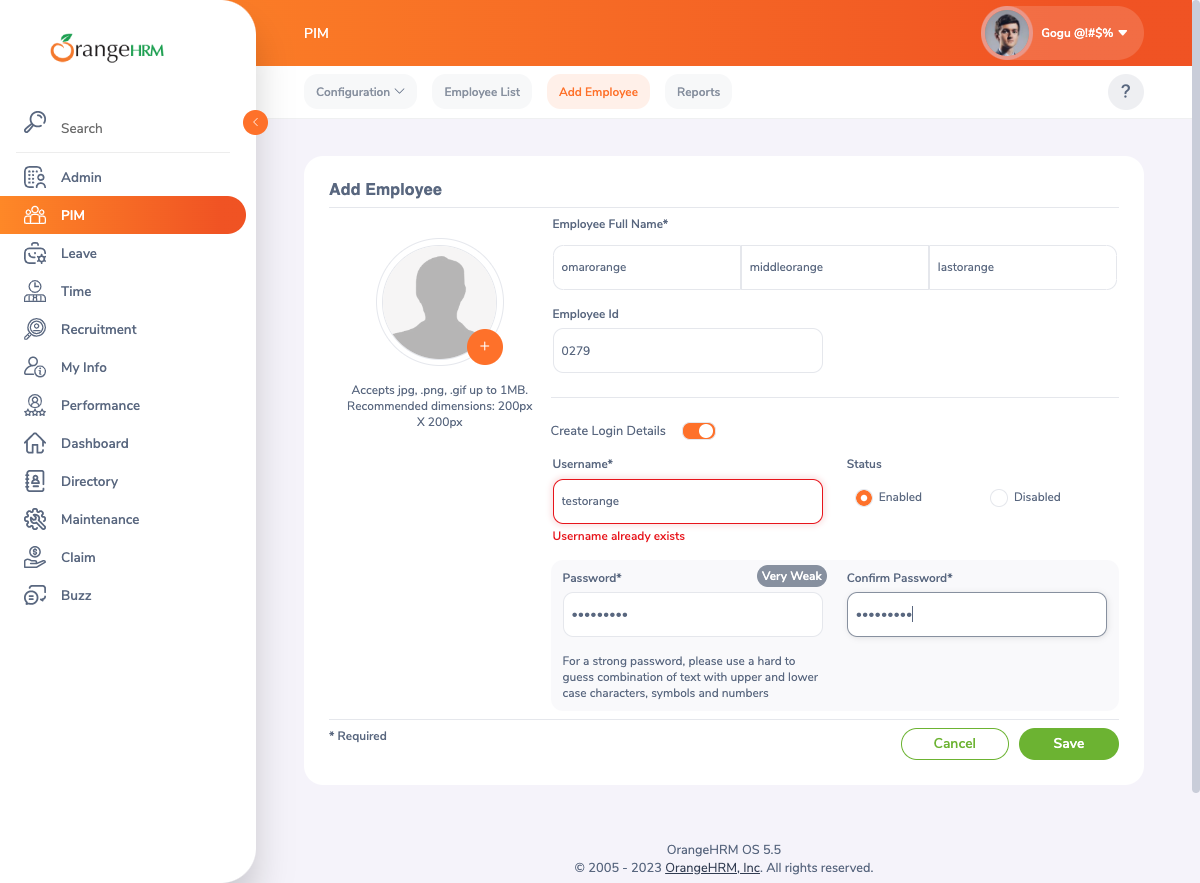 OrangeHRM
PIM
Gogu @!#$%
Configuration
Employee List
Add Employee
Reports
?
Search
Admin
PIM
Leave
Time
Recruitment
My Info
Performance
Dashboard
Directory
Maintenance
Claim
Buzz
Add Employee
Accepts jpg, .png, .gif up to 1MB.
Recommended dimensions: 200px
X 200px
Employee Full Name*
omarorange middleorange lastorange
Employee Id
0279
Create Login Details
Username*
testorange
Username already exists
Status
Enabled Disabled
Password*
Very Weak
•••••••••
Confirm Password*
•••••••••
For a strong password, please use a hard to
guess combination of text with upper and lower
case characters, symbols and numbers
* Required
Cancel
Save
OrangeHRM OS 5.5
© 2005 - 2023 OrangeHRM, Inc. All rights reserved.